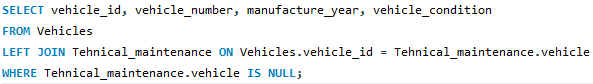 SELECT vehicle_id, vehicle_number, manufacture_year, vehicle_condition
FROM Vehicles
LEFT JOIN Tehnical_maintenance ON Vehicles.vehicle_id = Tehnical_maintenance.vehicle
WHERE Tehnical_maintenance.vehicle IS NULL;